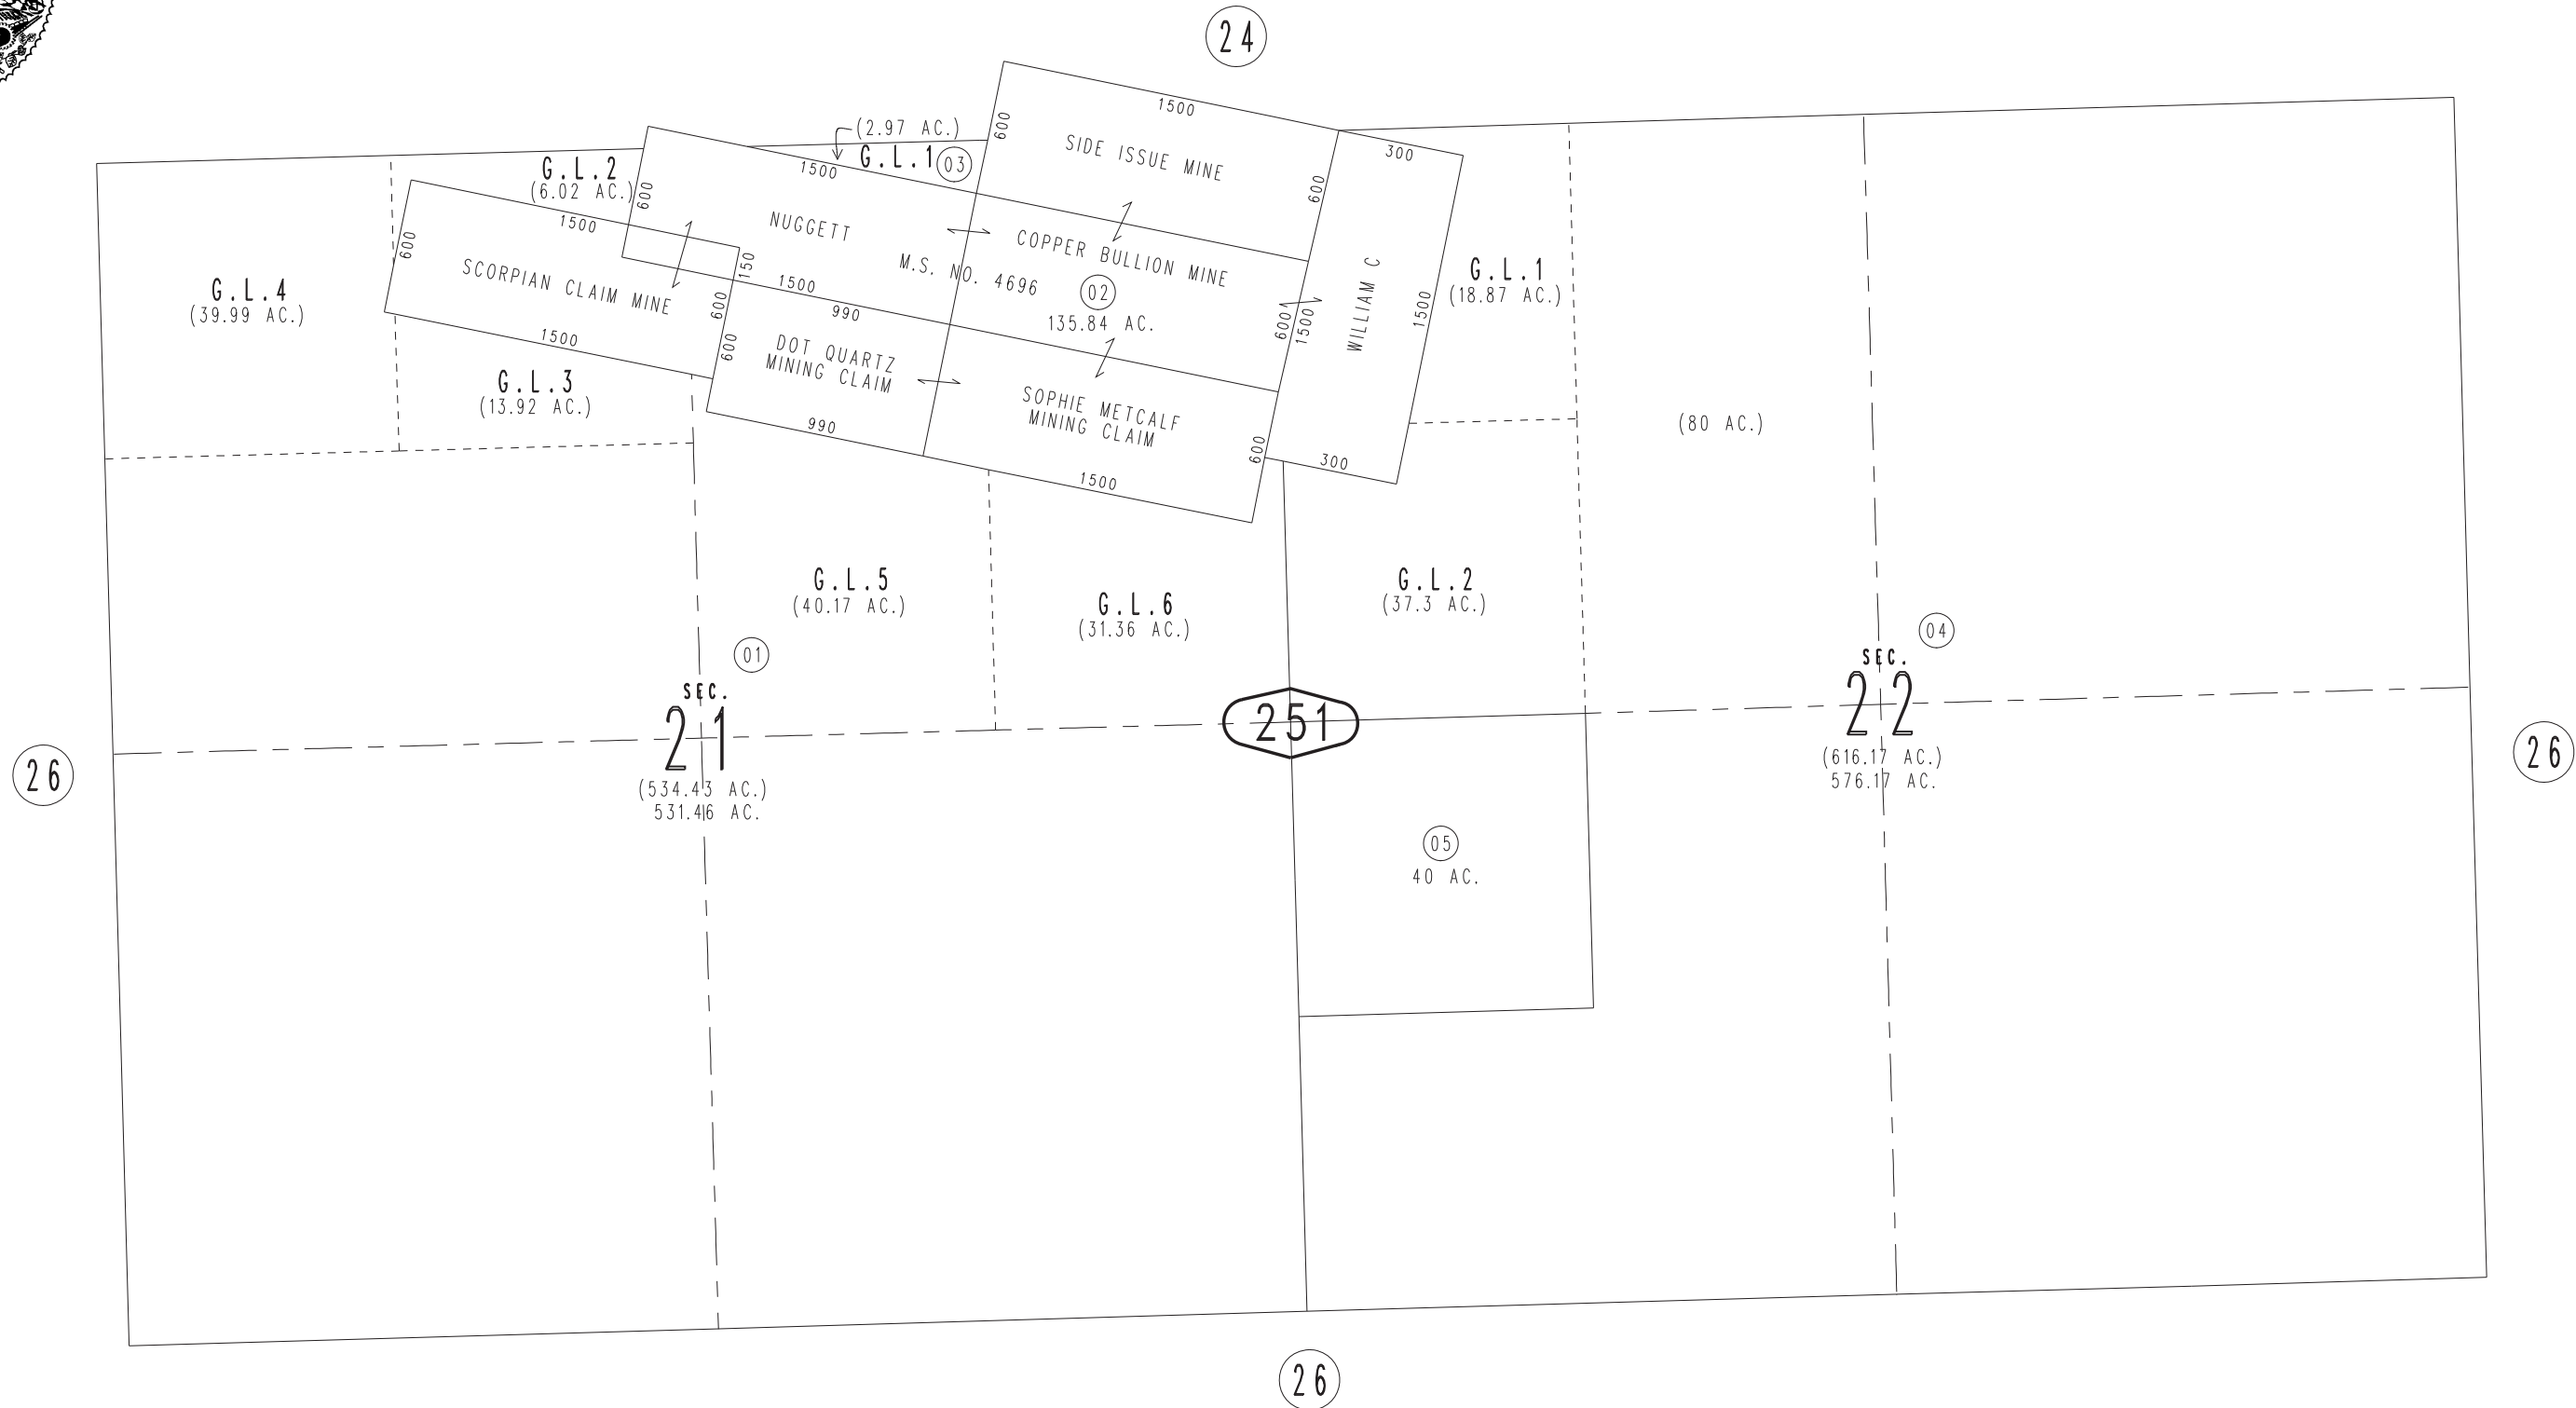 24
1500
(2.97 AC.)
600
SIDE ISSUE MINE
300
G.L.1
03
1500
G.L.2
(6.02 AC.)
600
600
1500
NUGGETT
COPPER BULLION MINE
600
M.S. NO. 4696
02
135.84 AC.
150
SCORPIAN CLAIM MINE
1500
990
600
600
1500
G.L.4
(39.99 AC.)
G.L.1
(18.87 AC.)
WILLIAM C
1500
600
1500
DOT QUARTZ
MINING CLAIM
G.L.3
(13.92 AC.)
SOPHIE METCALF
MINING CLAIM
(80 AC.)
990
600
300
1500
G.L.5
(40.17 AC.)
G.L.6
(31.36 AC.)
G.L.2
(37.3 AC.)
01
04
SEC.
21
(534.43 AC.)
531.46 AC.
251
SEC.
22
(616.17 AC.)
576.17 AC.
26
26
05
40 AC.
26